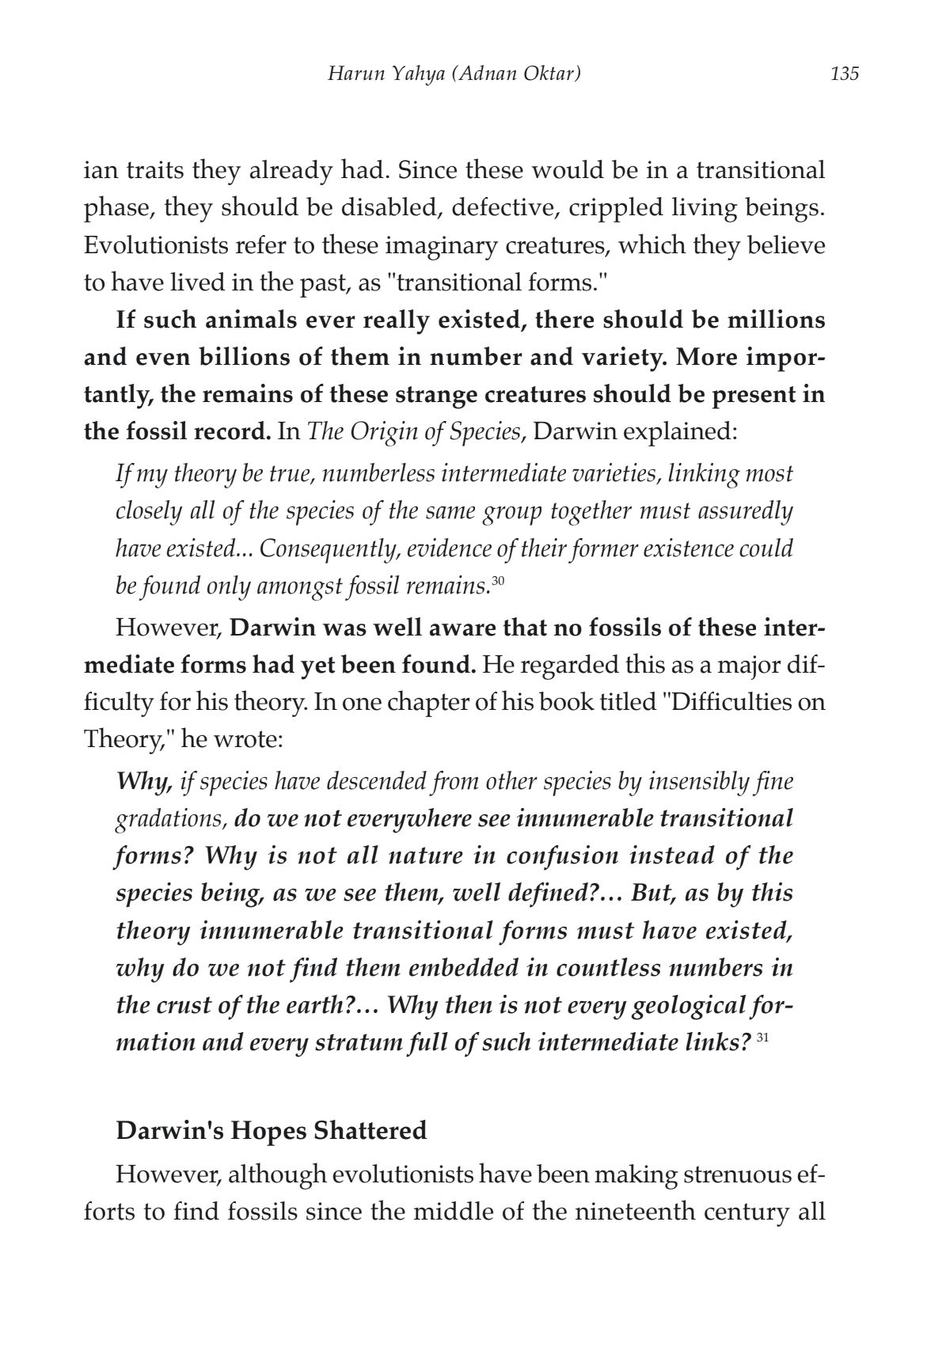 Harun Yahya (Adnan Oktar) 135
ian traits they already had. Since these would be in a transitional
phase, they should be disabled, defective, crippled living beings.
Evolutionists refer to these imaginary creatures, which they believe
to have lived in the past, as "transitional forms."
If such animals ever really existed, there should be millions
and even billions of them in number and variety. More impor-
tantly, the remains of these strange creatures should be present in
the fossil record. In The Origin of Species, Darwin explained:
If my theory be true, numberless intermediate varieties, linking most
closely all of the species of the same group together must assuredly
have existed... Consequently, evidence of their former existence could
be found only amongst fossil remains.30
However, Darwin was well aware that no fossils of these inter-
mediate forms had yet been found. He regarded this as a major dif-
ficulty for his theory. In one chapter of his book titled "Difficulties on
Theory," he wrote:
Why, if species have descended from other species by insensibly fine
gradations, do we not everywhere see innumerable transitional
forms? Why is not all nature in confusion instead of the
species being, as we see them, well defined?… But, as by this
theory innumerable transitional forms must have existed,
why do we not find them embedded in countless numbers in
the crust of the earth?… Why then is not every geological for-
mation and every stratum full of such intermediate links? 31
Darwin's Hopes Shattered
However, although evolutionists have been making strenuous ef-
forts to find fossils since the middle of the nineteenth century all